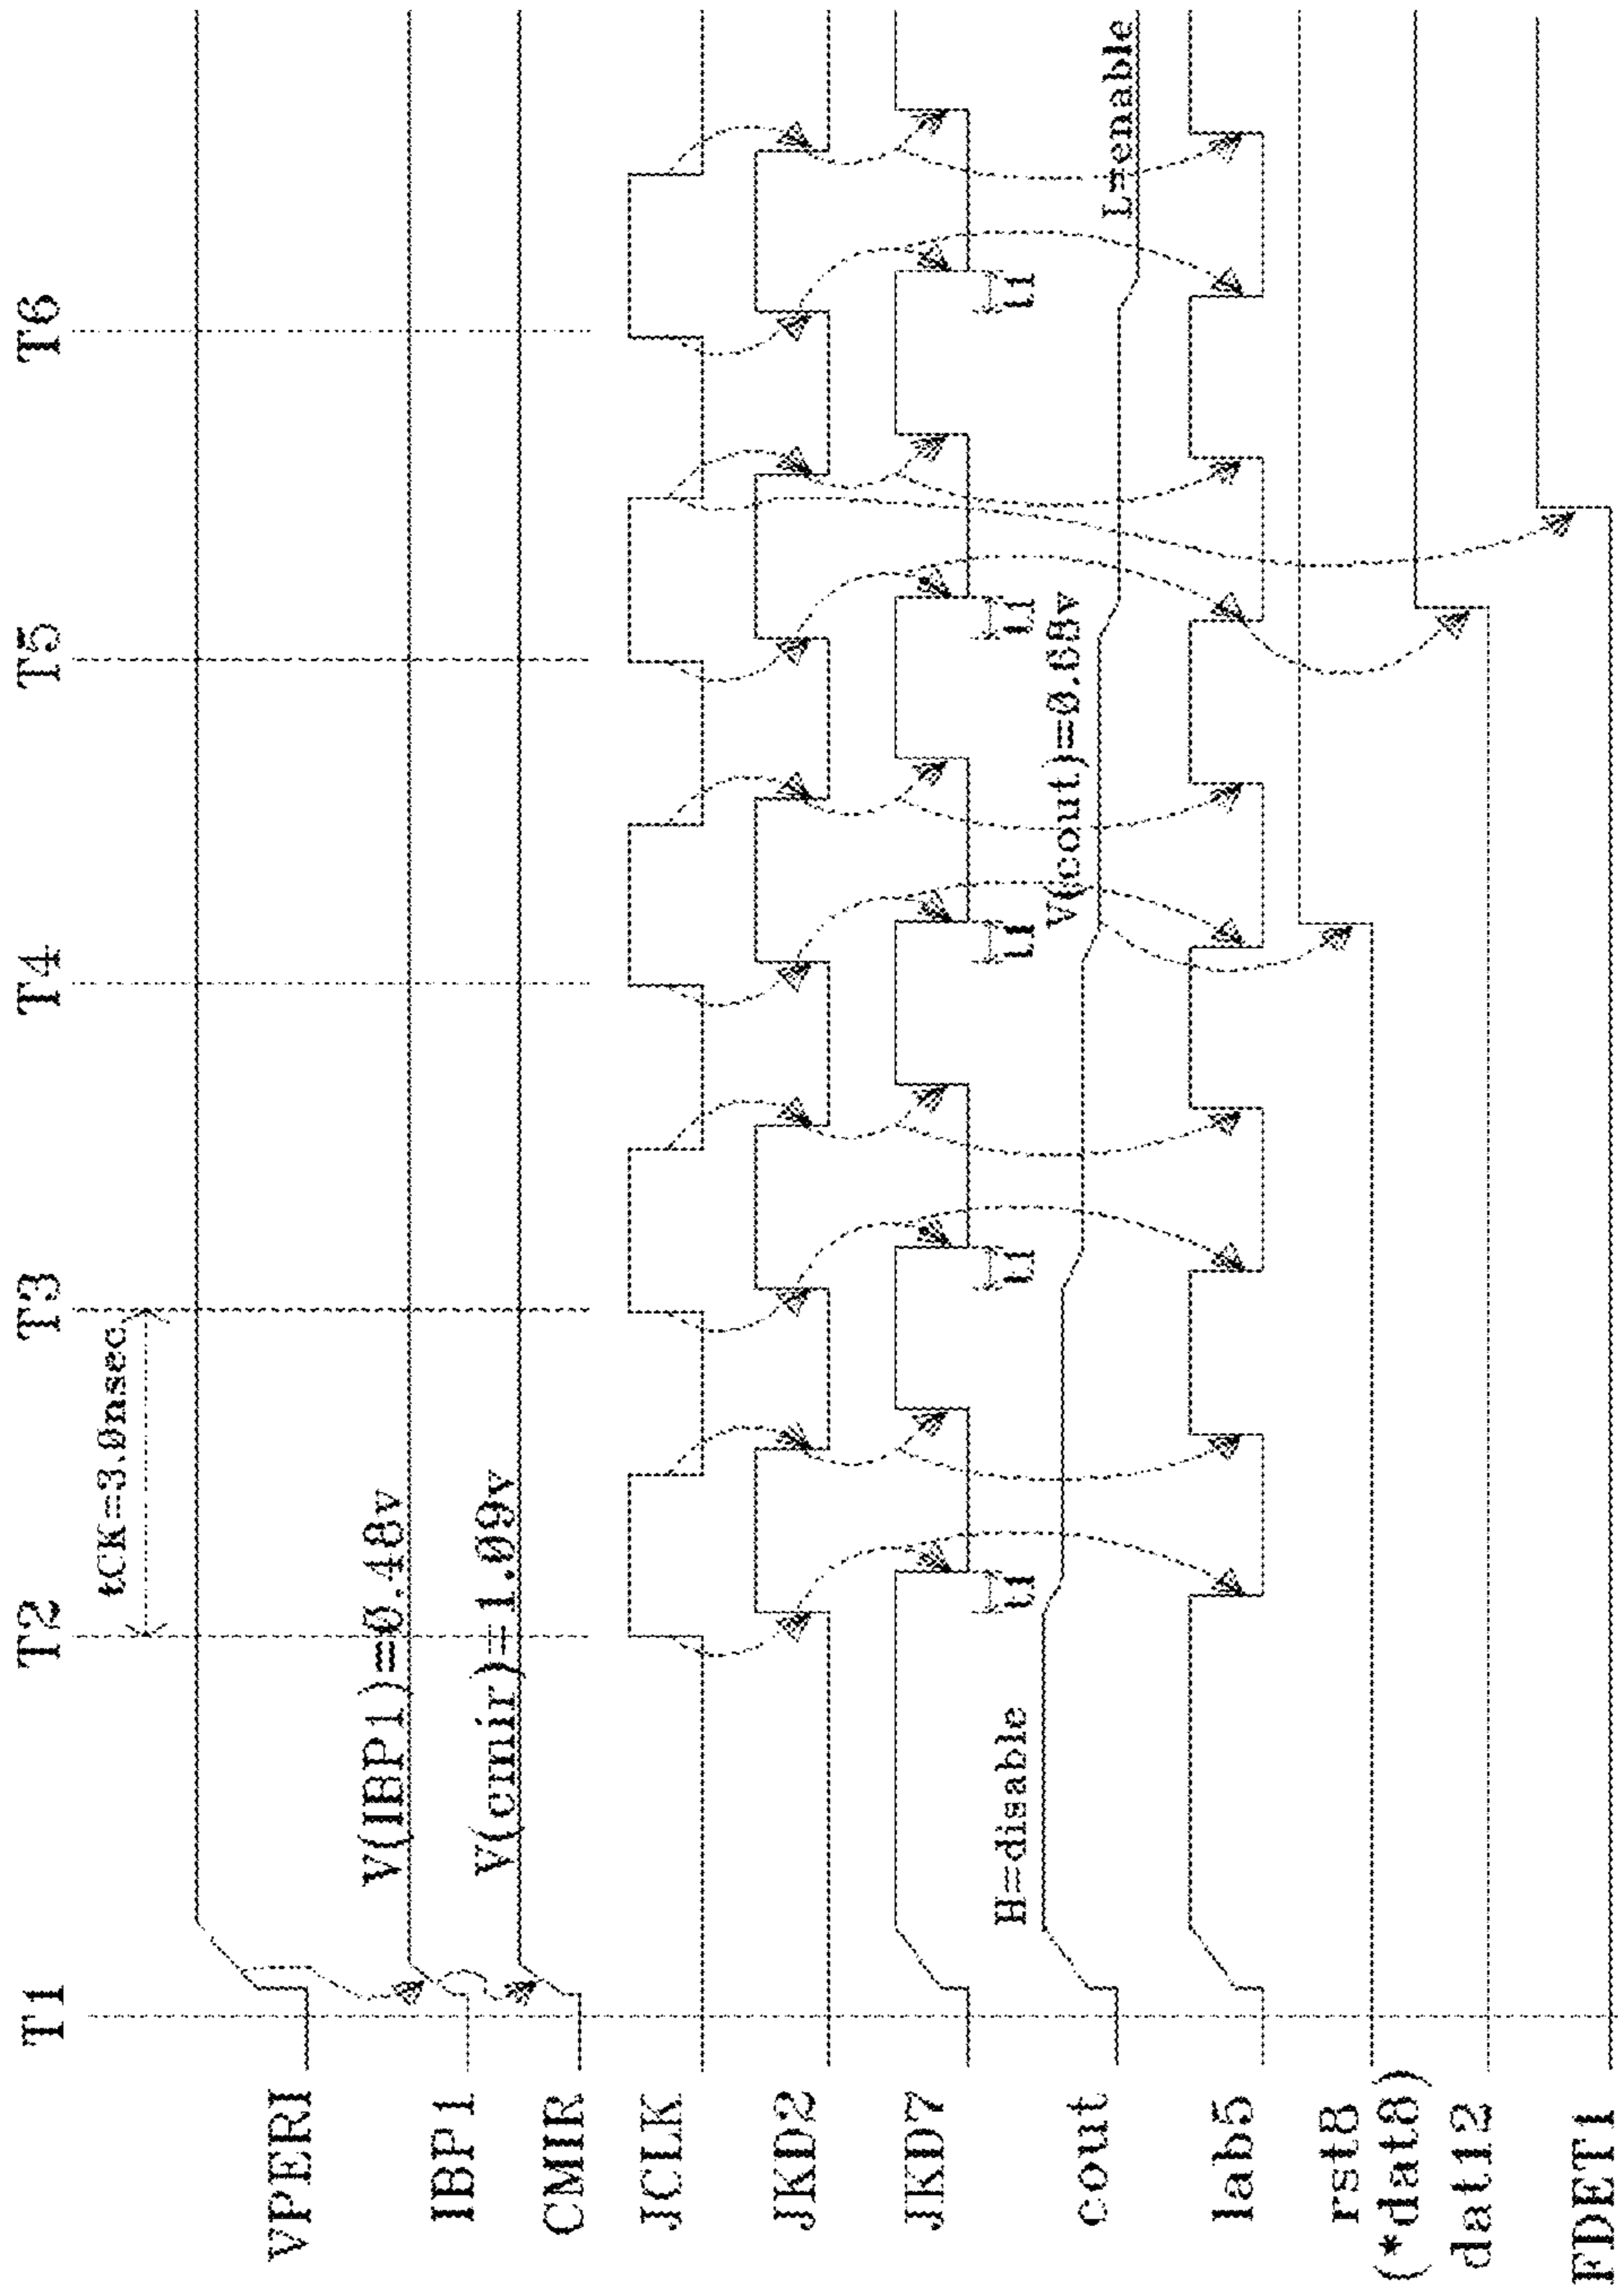 T1
T2
T3
T4
T5
T6
tCK=3.0nsec
VPERI
V(IBP1)=0.48v
IBP1
V(cmir)=1.09v
CMIR
JCLK
JKD2
JKD7
t1
t1
t1
t1
t1
H=disable
V(cout)=0.68v
L=enable
cout
lab5
rst8
(*dat8)
dat12
FDET1